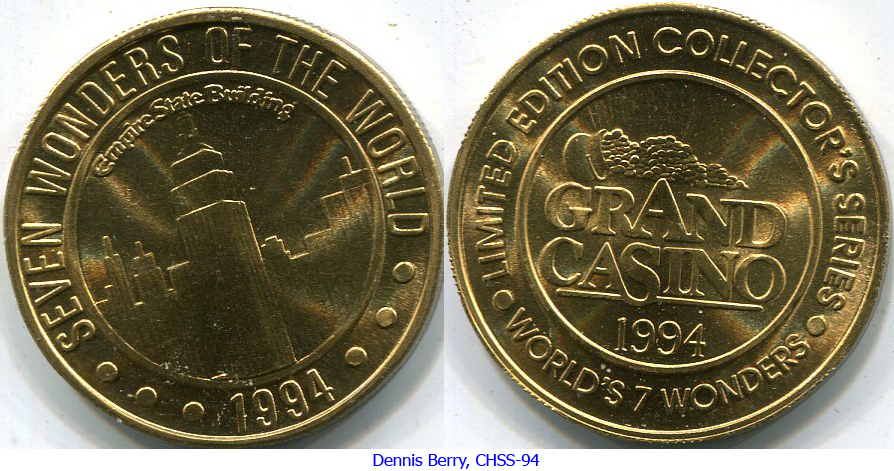 SEVEN WONDERS OF THE WORLD
Empire State Building
1994
LIMITED EDITION COLLECTOR'S SERIES
GRAND
CASINO
1994
WORLD'S 7 WONDERS
Dennis Berry, CHSS-94